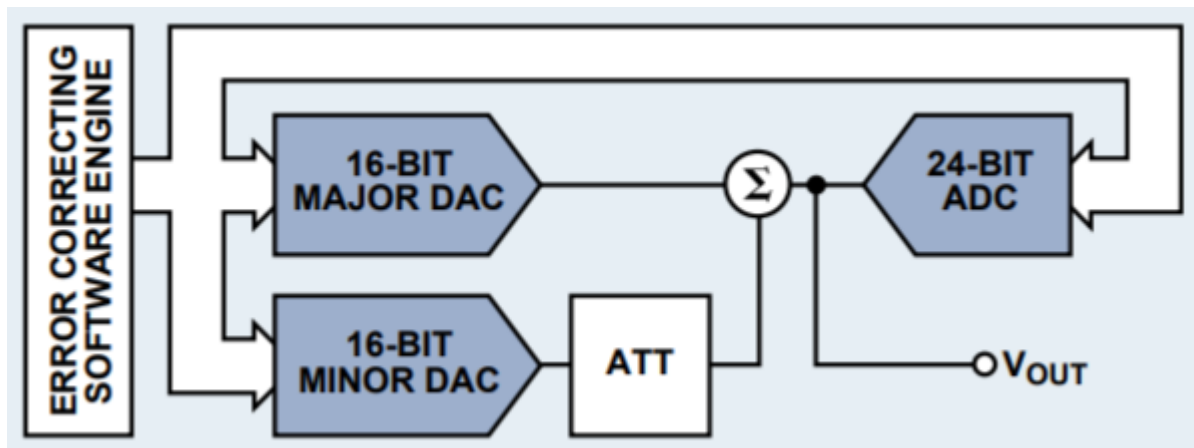 ERROR CORRECTING
SOFTWARE ENGINE
16-BIT
MAJOR DAC
Σ
24-BIT
ADC
16-BIT
MINOR DAC
ATT
VOUT